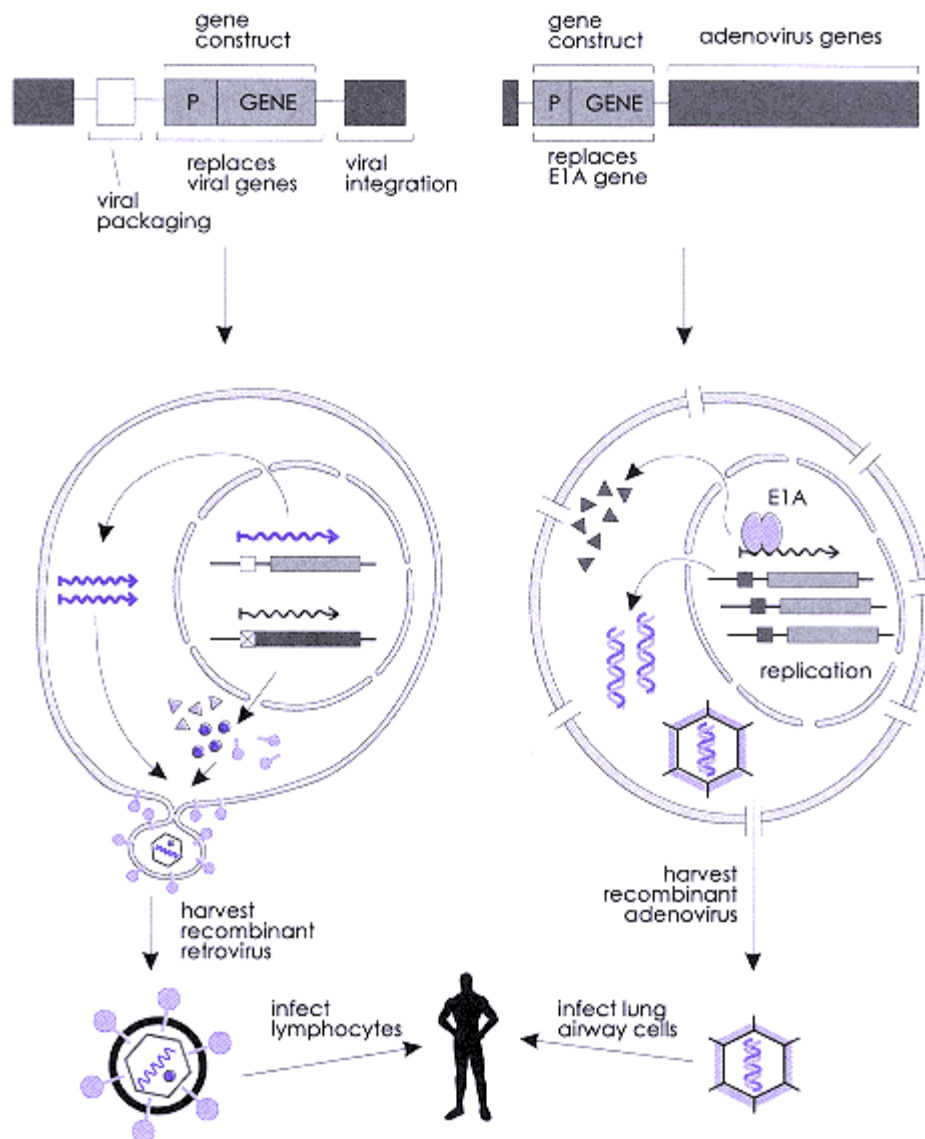 gene
construct
P
GENE
replaces
viral genes
viral
integration
viral
packaging
gene
construct
adenovirus genes
P
GENE
replaces
E1A gene
E1A
replication
harvest
recombinant
retrovirus
harvest
recombinant
adenovirus
infect
lymphocytes
infect lung
airway cells